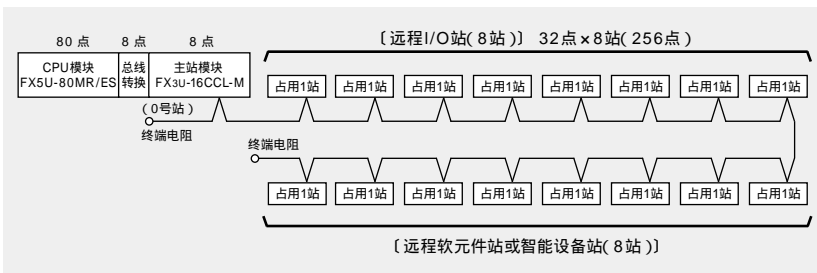 80 点 8 点 8 点
〔远程I/O站(8站)〕 32点×8站(256点)
CPU模块
FX5U-80MR/ES
总线
转换
主站模块
FX3U-16CCL-M
占用1站 占用1站 占用1站 占用1站 占用1站 占用1站 占用1站 占用1站
(0号站)
终端电阻
终端电阻
占用1站 占用1站 占用1站 占用1站 占用1站 占用1站 占用1站 占用1站
〔远程软元件站或智能设备站(8站)〕